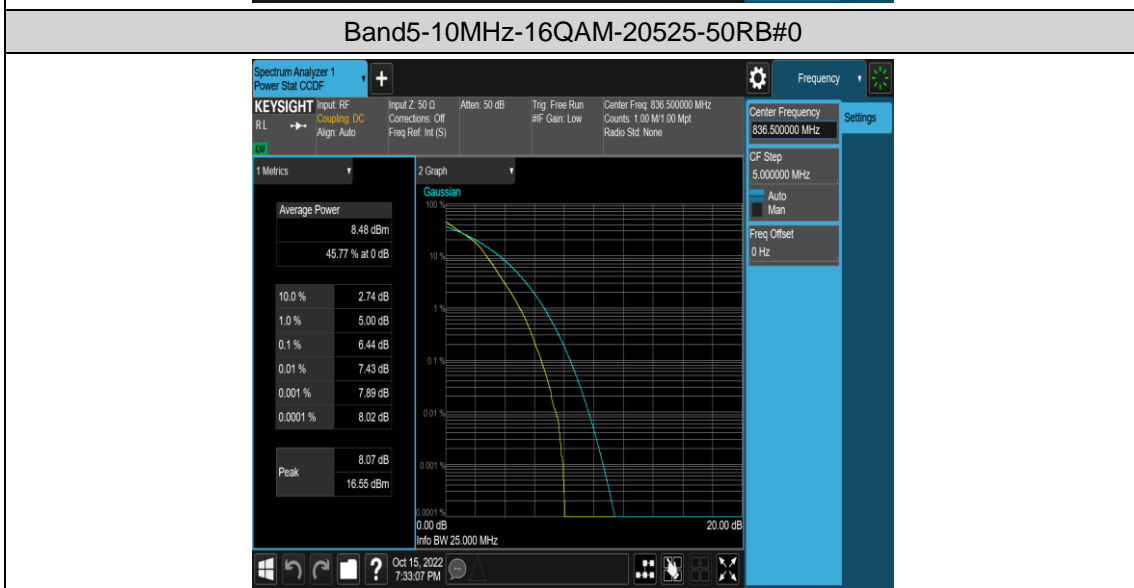 Band5-10MHz-16QAM-20525-50RB#0
Spectrum Analyzer 1
Power Stat CCDF
+
Frequency
KEYSIGHT
RL
LXI
Input: RF
Coupling: DC
Align: Auto
Input Z: 50 Ω
Corrections: Off
Freq Ref: Int (S)
Atten: 50 dB
Trig: Free Run
#IF Gain: Low
Center Freq: 836.500000 MHz
Counts: 1.00 M/1.00 Mpt
Radio Std: None
Center Frequency
836.500000 MHz
Settings
CF Step
5.000000 MHz
Auto
Man
Freq Offset
0 Hz
1 Metrics
Average Power
8.48 dBm
45.77 % at 0 dB
10.0 % 2.74 dB
1.0 % 5.00 dB
0.1 % 6.44 dB
0.01 % 7.43 dB
0.001 % 7.89 dB
0.0001 % 8.02 dB
Peak 8.07 dB
16.55 dBm
2 Graph
Gaussian
100 %
10 %
1 %
0.1 %
0.01 %
0.001 %
0.0001 %
0.00 dB 20.00 dB
Info BW 25.000 MHz
?
Oct 15, 2022
7:33:07 PM